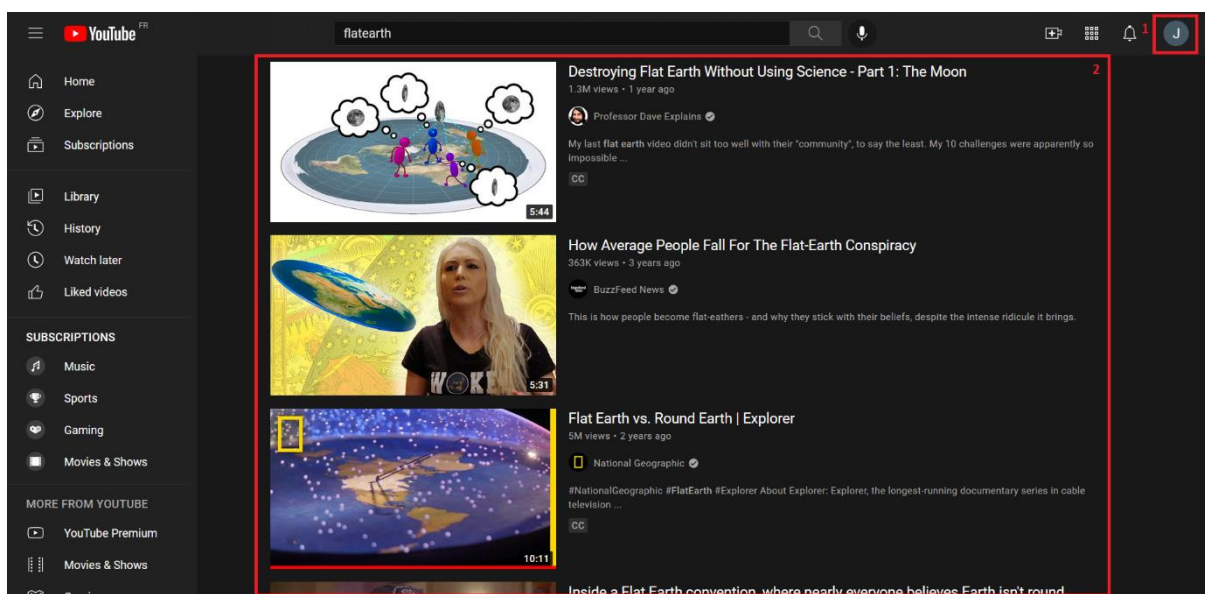 YouTube FR
flatearth
1
J
Home
Explore
Subscriptions
Library
History
Watch later
Liked videos
SUBSCRIPTIONS
Music
Sports
Gaming
Movies & Shows
MORE FROM YOUTUBE
YouTube Premium
Movies & Shows
2
5:44
Destroying Flat Earth Without Using Science - Part 1: The Moon
1.3M views • 1 year ago
Professor Dave Explains
My last flat earth video didn't sit too well with their "community", to say the least. My 10 challenges were apparently so
impossible ...
CC
WOKE
5:31
How Average People Fall For The Flat-Earth Conspiracy
363K views • 3 years ago
BuzzFeed News
This is how people become flat-eathers - and why they stick with their beliefs, despite the intense ridicule it brings.
10:11
Flat Earth vs. Round Earth | Explorer
5M views • 2 years ago
National Geographic
#NationalGeographic #FlatEarth #Explorer About Explorer: Explorer, the longest-running documentary series in cable
television ...
CC
Inside a Flat Earth convention, where nearly everyone believes Earth isn't round